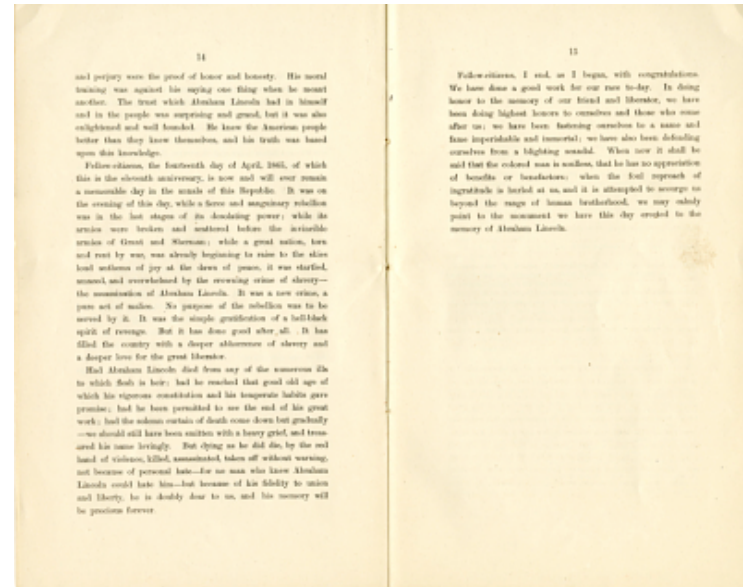 14
and perjury were the proof of honor and honesty. His moral
training was against his saying one thing when he meant
another. The trust which Abraham Lincoln had in himself
and in the people was surprising and grand, but it was also
enlightened and well founded. He knew the American people
better than they knew themselves, and his truth was based
upon this knowledge.
Fellow-citizens, the fourteenth day of April, 1865, of which
this is the eleventh anniversary, is now and will ever remain
a memorable day in the annals of this Republic. It was on
the evening of this day, while a fierce and sanguinary rebellion
was in the last stages of its desolating power; while its
armies were broken and scattered before the invincible
armies of Grant and Sherman; while a great nation, torn
and rent by war, was already beginning to raise to the skies
loud anthems of joy at the dawn of peace, it was startled,
amazed, and overwhelmed by the crowning crime of slavery—
the assassination of Abraham Lincoln. It was a new crime, a
pure act of malice. No purpose of the rebellion was to be
served by it. It was the simple gratification of a hell-black
spirit of revenge. But it has done good after all. It has
filled the country with a deeper abhorrence of slavery and
a deeper love for the great liberator.
Had Abraham Lincoln died from any of the numerous ills
to which flesh is heir; had he reached that good old age of
which his vigorous constitution and his temperate habits gave
promise; had he been permitted to see the end of his great
work; had the solemn curtain of death come down but gradually
—we should still have been smitten with a heavy grief, and treas-
ured his name lovingly. But dying as he did die, by the red
hand of violence, killed, assassinated, taken off without warning,
not because of personal hate—for no man who knew Abraham
Lincoln could hate him—but because of his fidelity to union
and liberty, he is doubly dear to us, and his memory will
be precious forever.
15
Fellow-citizens, I end, as I began, with congratulations.
We have done a good work for our race to-day. In doing
honor to the memory of our friend and liberator, we have
been doing highest honors to ourselves and those who come
after us; we have been fastening ourselves to a name and
fame imperishable and immortal; we have also been defending
ourselves from a blighting scandal. When now it shall be
said that the colored man is soulless, that he has no appreciation
of benefits or benefactors; when the foul reproach of
ingratitude is hurled at us, and it is attempted to scourge us
beyond the range of human brotherhood, we may calmly
point to the monument we have this day erected to the
memory of Abraham Lincoln.